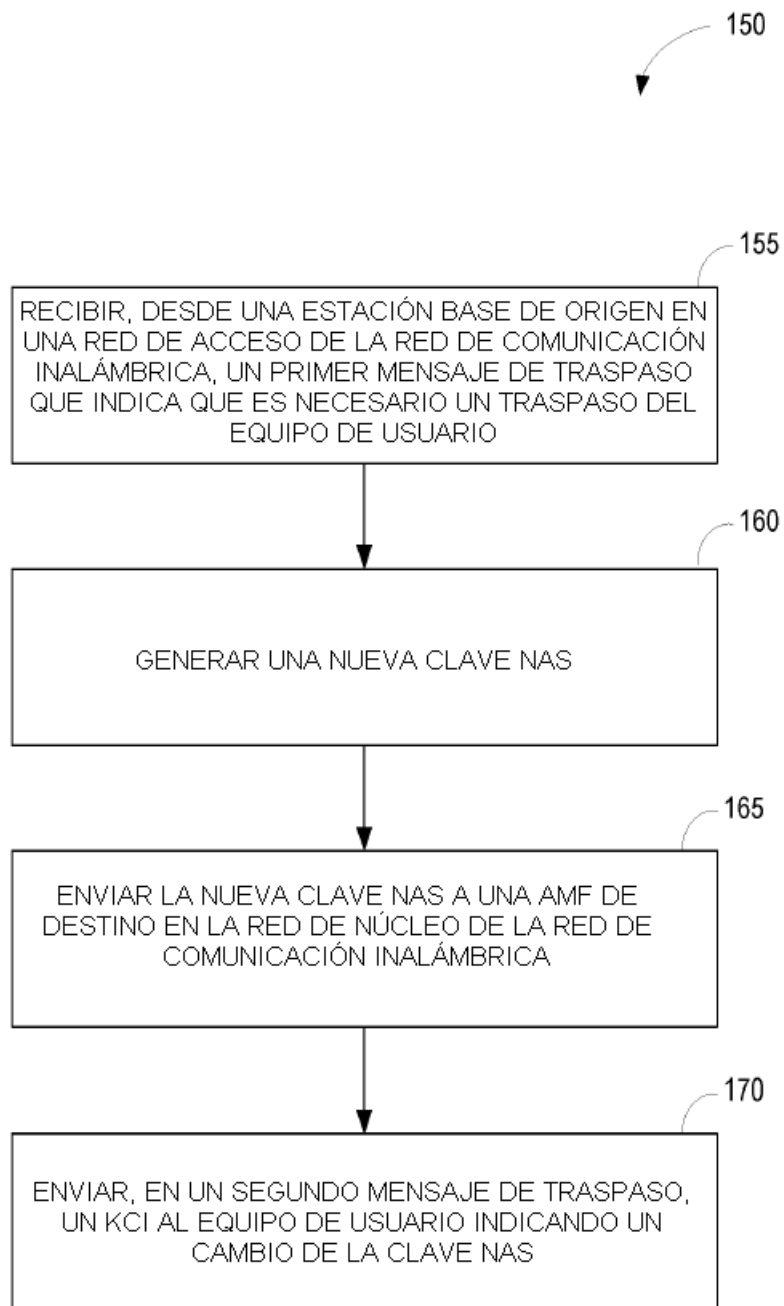 150
155
RECIBIR, DESDE UNA ESTACIÓN BASE DE ORIGEN EN
UNA RED DE ACCESO DE LA RED DE COMUNICACIÓN
INALÁMBRICA, UN PRIMER MENSAJE DE TRASPASO
QUE INDICA QUE ES NECESARIO UN TRASPASO DEL
EQUIPO DE USUARIO
160
GENERAR UNA NUEVA CLAVE NAS
165
ENVIAR LA NUEVA CLAVE NAS A UNA AMF DE
DESTINO EN LA RED DE NÚCLEO DE LA RED DE
COMUNICACIÓN INALÁMBRICA
170
ENVIAR, EN UN SEGUNDO MENSAJE DE TRASPASO,
UN KCI AL EQUIPO DE USUARIO INDICANDO UN
CAMBIO DE LA CLAVE NAS